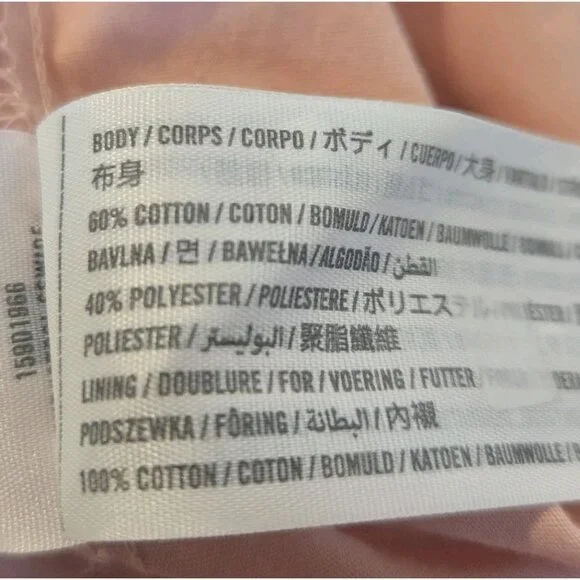 BODY / CORPS / CORPO / ボディ / CUERPO / 大身 /
布身
60% COTTON / COTON / BOMULD / KATOEN / BAUMWOLLE /
BAVLNA / 면 / BAWEŁNA / ALGODÃO / القطن /
40% POLYESTER / POLIESTERE / ポリエステル /
POLIESTER / البوليستر / 聚脂纖維
LINING / DOUBLURE / FOR / VOERING / FUTTER
PODSZEWKA / FÔRING / البطانة / 內襯
100% COTTON / COTON / BOMULD / KATOEN / BAUMWOLLE /
15901966